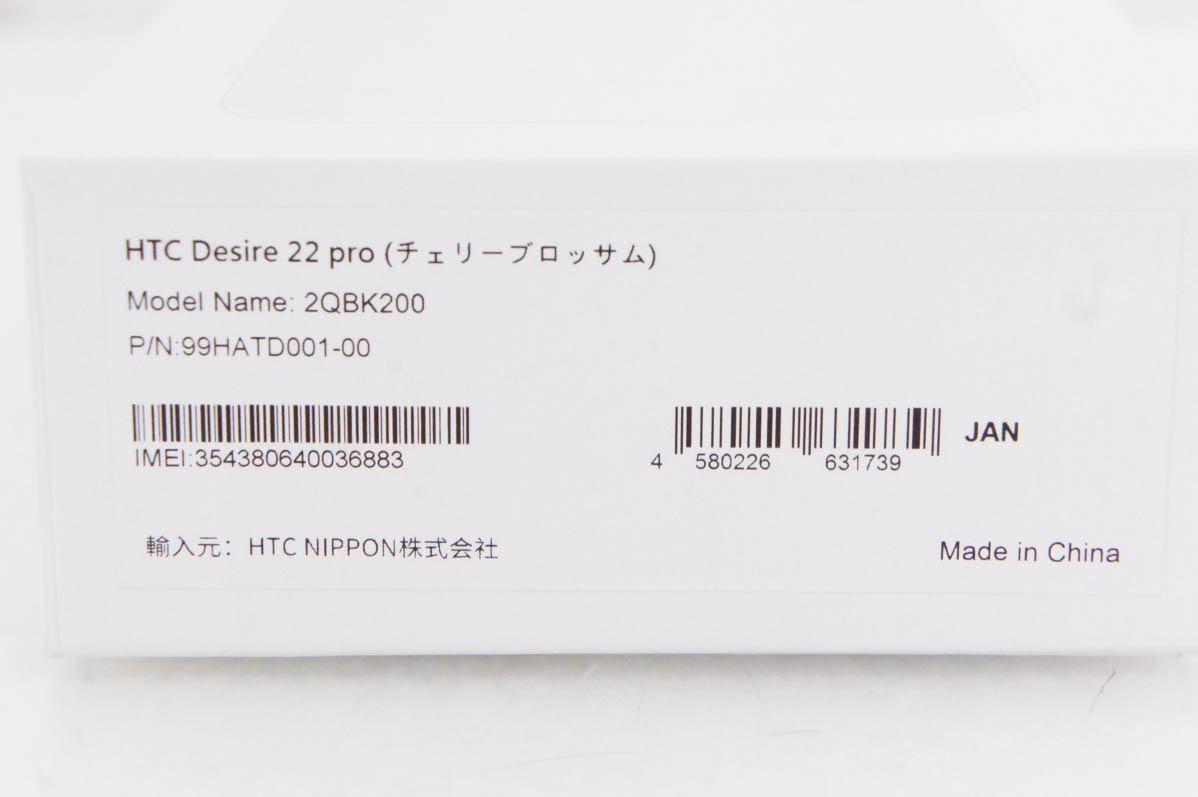 HTC Desire 22 pro (チェリーブロッサム)
Model Name: 2QBK200
P/N:99HATD001-00
IMEI:354380640036883
4 580226 631739 JAN
輸入元: HTC NIPPON株式会社
Made in China